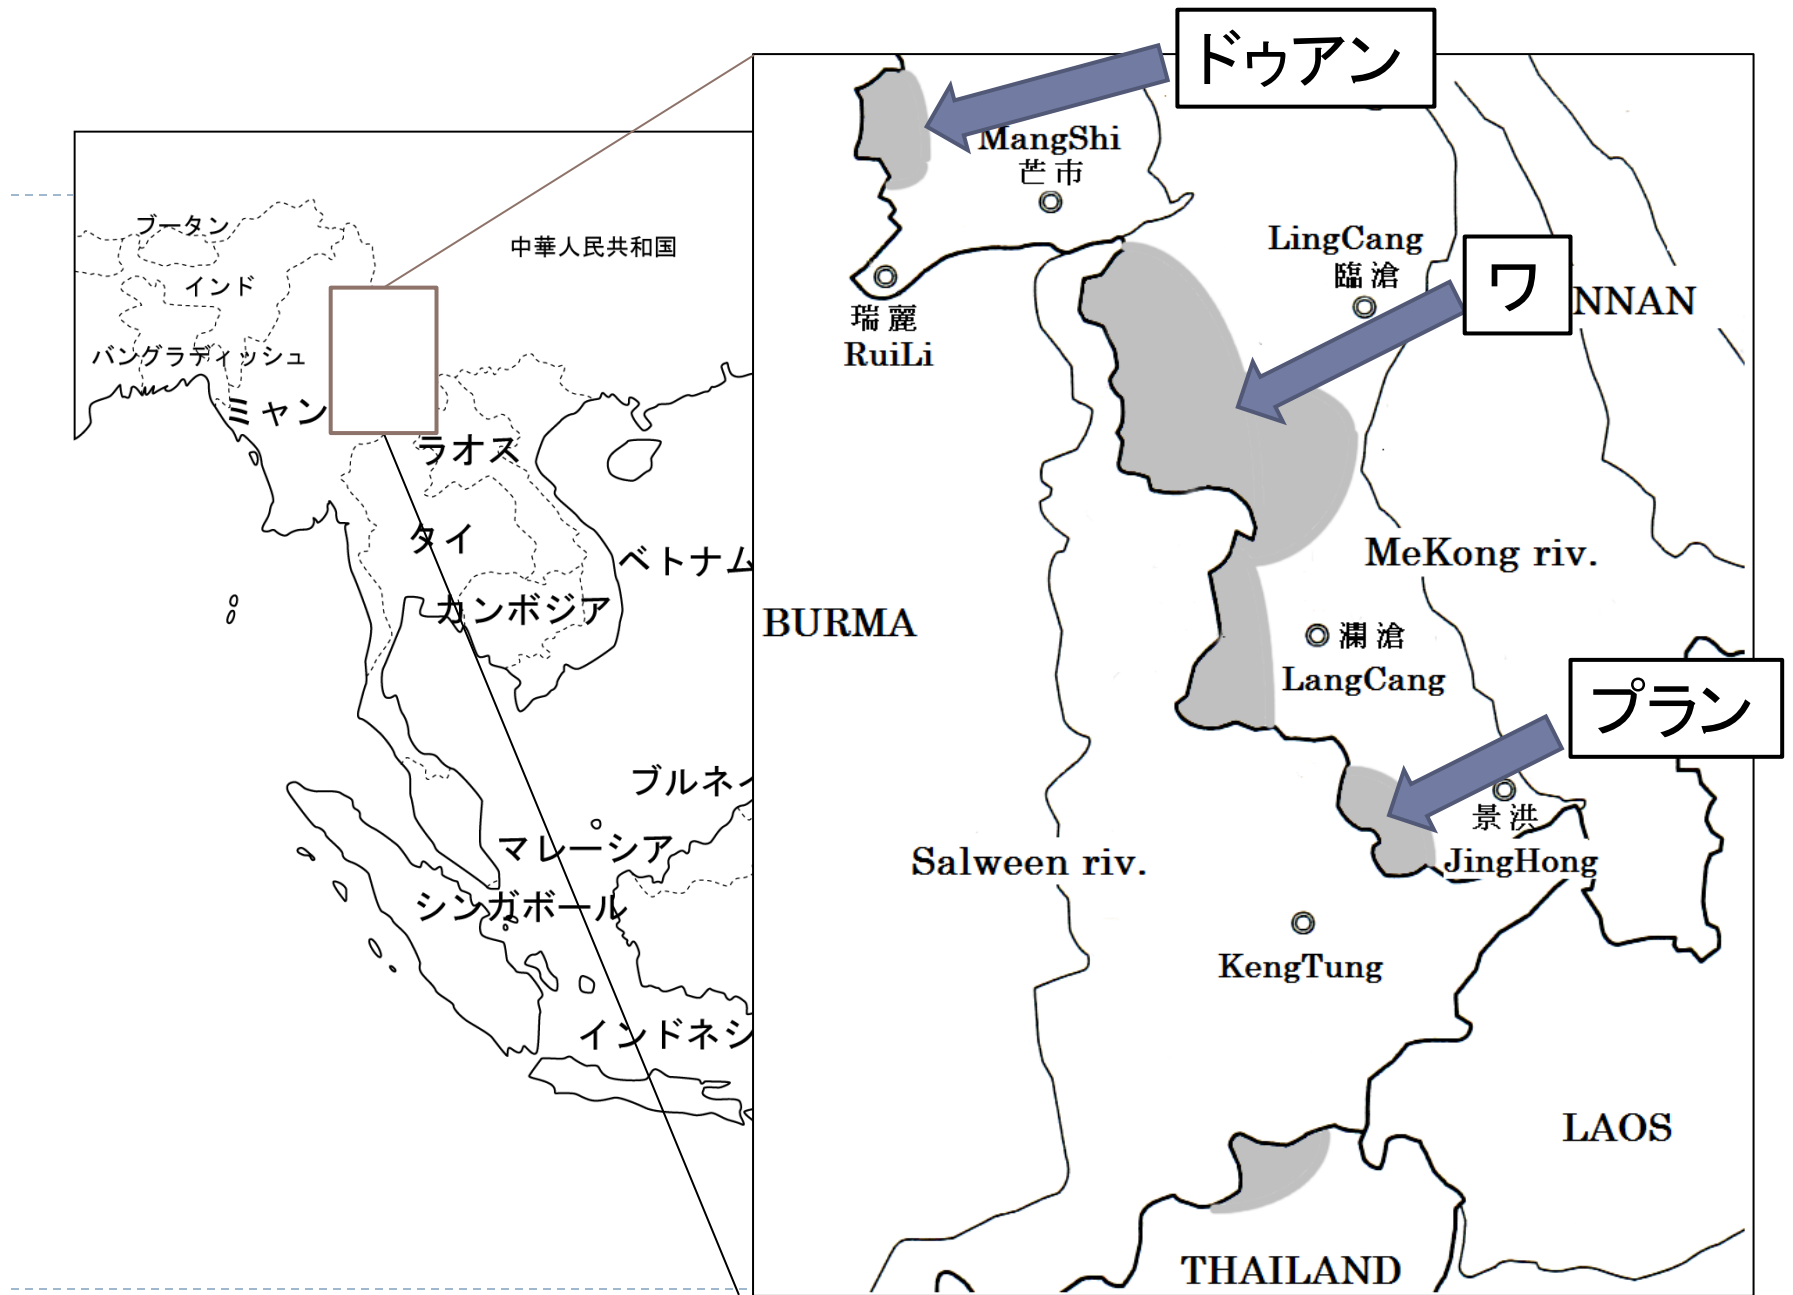 ブータン
中華人民共和国
インド
バングラディッシュ
ミャン
ラオス
タイ
ベトナム
カンボジア
ブルネイ
マレーシア
シンガポール
インドネシ
ドゥアン
MangShi
芒市
LingCang
臨滄
ワ
NNAN
瑞麗
RuiLi
MeKong riv.
BURMA
瀾滄
LangCang
プラン
景洪
JingHong
Salween riv.
KengTung
LAOS
THAILAND